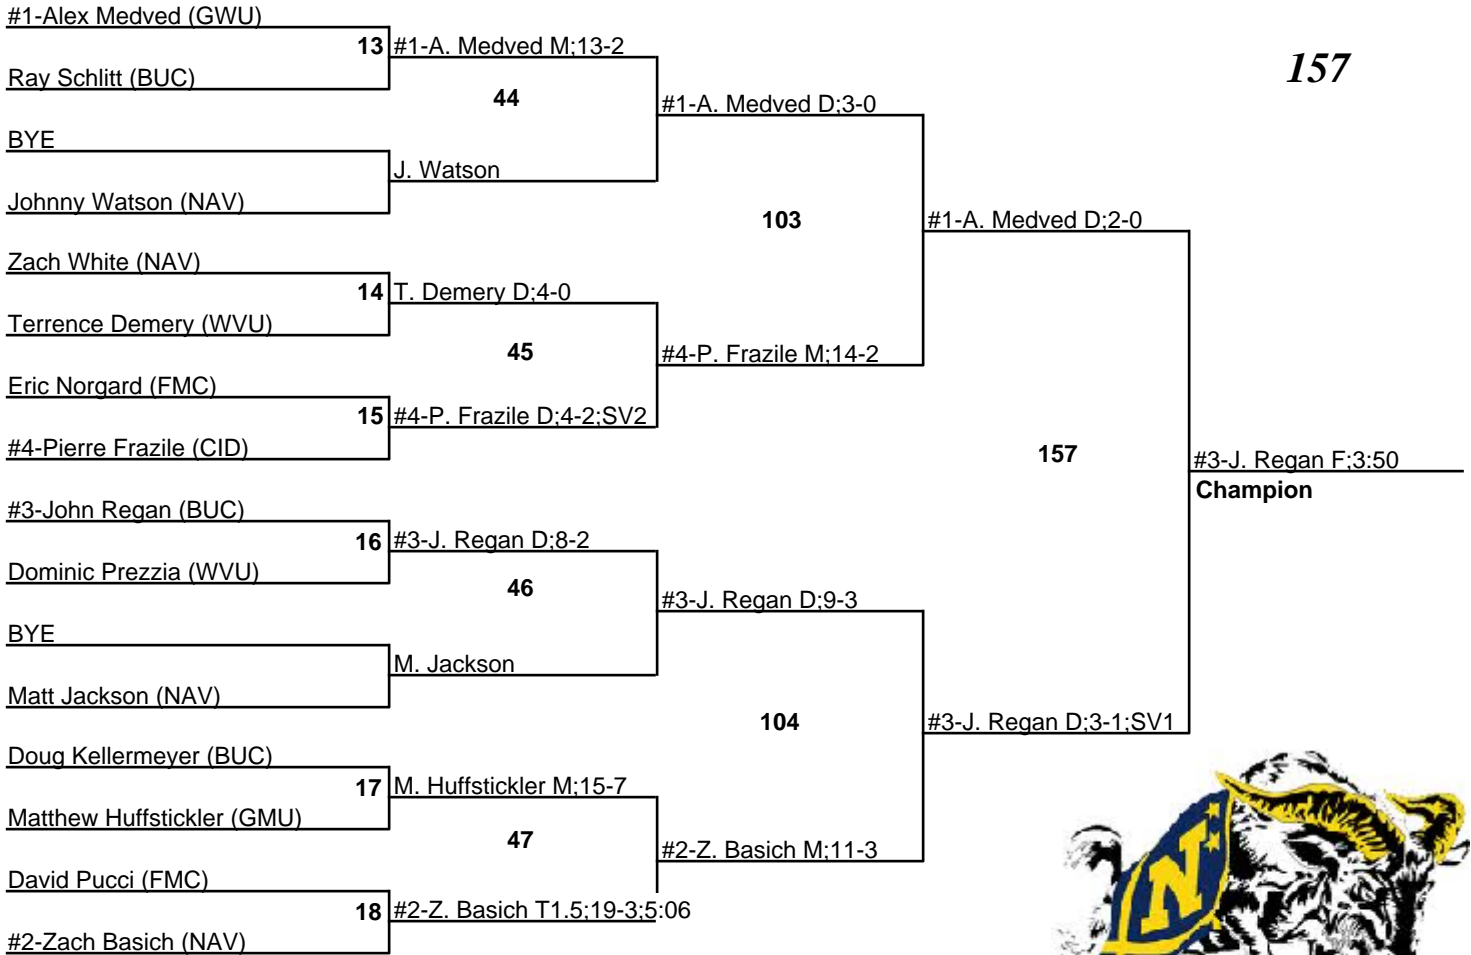 #1-Alex Medved (GWU)
13 #1-A. Medved M;13-2
157
Ray Schlitt (BUC)
44
#1-A. Medved D;3-0
BYE
J. Watson
Johnny Watson (NAV)
103
#1-A. Medved D;2-0
Zach White (NAV)
14 T. Demery D;4-0
Terrence Demery (WVU)
45
#4-P. Frazile M;14-2
Eric Norgard (FMC)
15 #4-P. Frazile D;4-2;SV2
#4-Pierre Frazile (CID)
157
#3-J. Regan F;3:50
Champion
#3-John Regan (BUC)
16 #3-J. Regan D;8-2
Dominic Prezzia (WVU)
46
#3-J. Regan D;9-3
BYE
M. Jackson
Matt Jackson (NAV)
104
#3-J. Regan D;3-1;SV1
Doug Kellermeyer (BUC)
17 M. Huffstickler M;15-7
Matthew Huffstickler (GMU)
47
#2-Z. Basich M;11-3
David Pucci (FMC)
18 #2-Z. Basich T1.5;19-3;5:06
#2-Zach Basich (NAV)
N